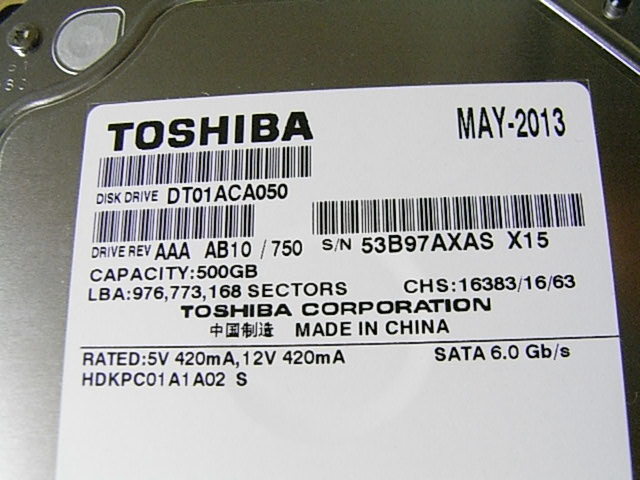 TOSHIBA MAY-2013
DISK DRIVE DT01ACA050
DRIVE REV AAA AB10 / 750 S/N 53B97AXAS X15
CAPACITY:500GB
LBA:976,773,168 SECTORS CHS:16383/16/63
TOSHIBA CORPORATION
中国制造 MADE IN CHINA
RATED:5V 420mA,12V 420mA SATA 6.0 Gb/s
HDKPC01A1A02 S